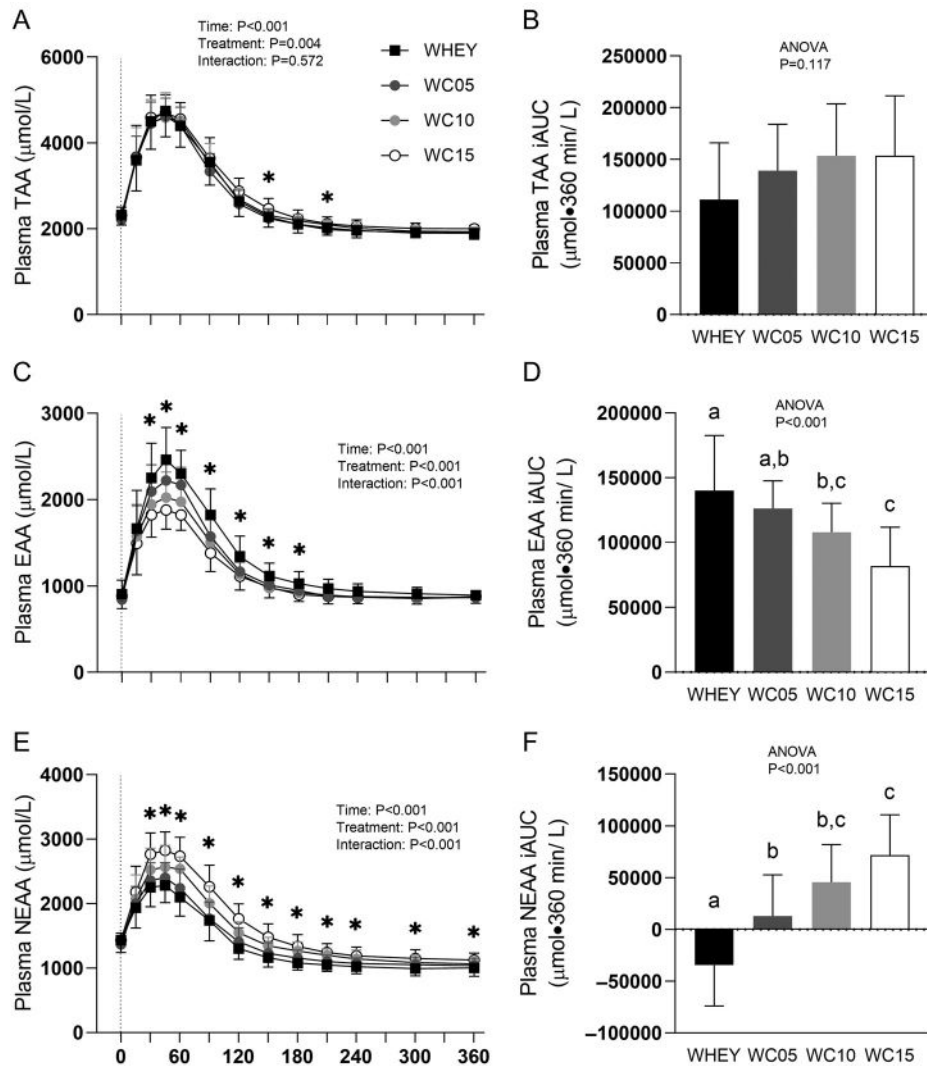 A
Time: P<0.001
Treatment: P=0.004
Interaction: P=0.572
WHEY
WC05
WC10
WC15
Plasma TAA (μmol/L)
6000
4000
2000
0
*
*
B
ANOVA
P=0.117
Plasma TAA iAUC
(μmol•360 min/ L)
250000
200000
150000
100000
50000
0
WHEY WC05 WC10 WC15
C
Time: P<0.001
Treatment: P<0.001
Interaction: P<0.001
Plasma EAA (μmol/L)
3000
2000
1000
0
* * * * * * *
D
ANOVA
P<0.001
Plasma EAA iAUC
(μmol•360 min/ L)
200000
150000
100000
50000
0
a
a,b
b,c
c
WHEY WC05 WC10 WC15
E
Time: P<0.001
Treatment: P<0.001
Interaction: P<0.001
Plasma NEAA (μmol/L)
4000
3000
2000
1000
0
* * * * * * * * * * *
0 60 120 180 240 300 360
F
ANOVA
P<0.001
Plasma NEAA iAUC
(μmol•360 min/ L)
150000
100000
50000
0
−50000
−100000
a
b
b,c
c
WHEY WC05 WC10 WC15